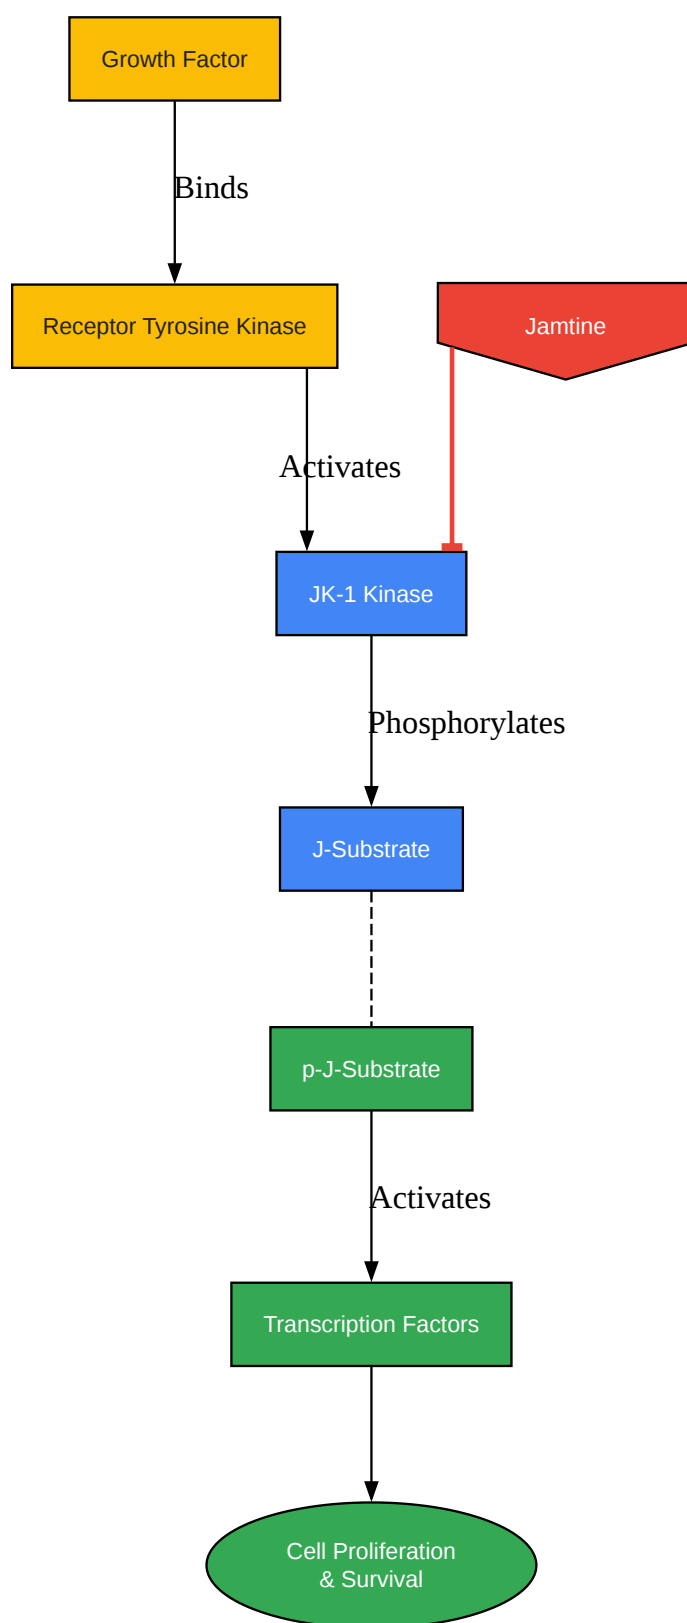 Growth Factor
Binds
Receptor Tyrosine Kinase
Jamtine
Activates
JK-1 Kinase
Phosphorylates
J-Substrate
p-J-Substrate
Activates
Transcription Factors
Cell Proliferation
& Survival